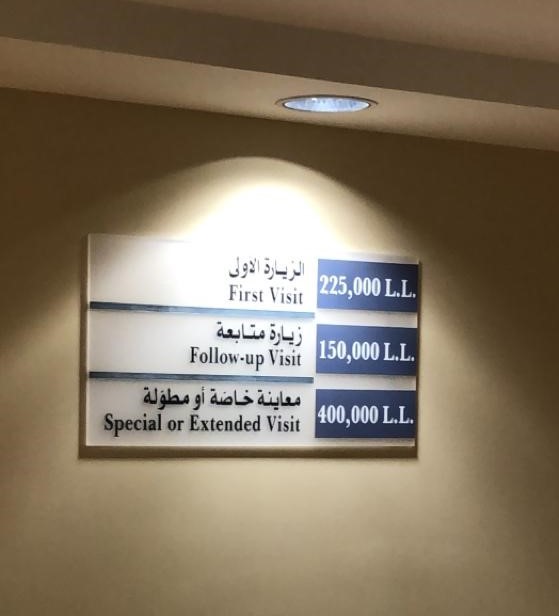 الزيارة الاولى
First Visit
225,000 L.L.
زيارة متابعة
Follow-up Visit
150,000 L.L.
معاينة خاصّة أو مطوّلة
Special or Extended Visit
400,000 L.L.